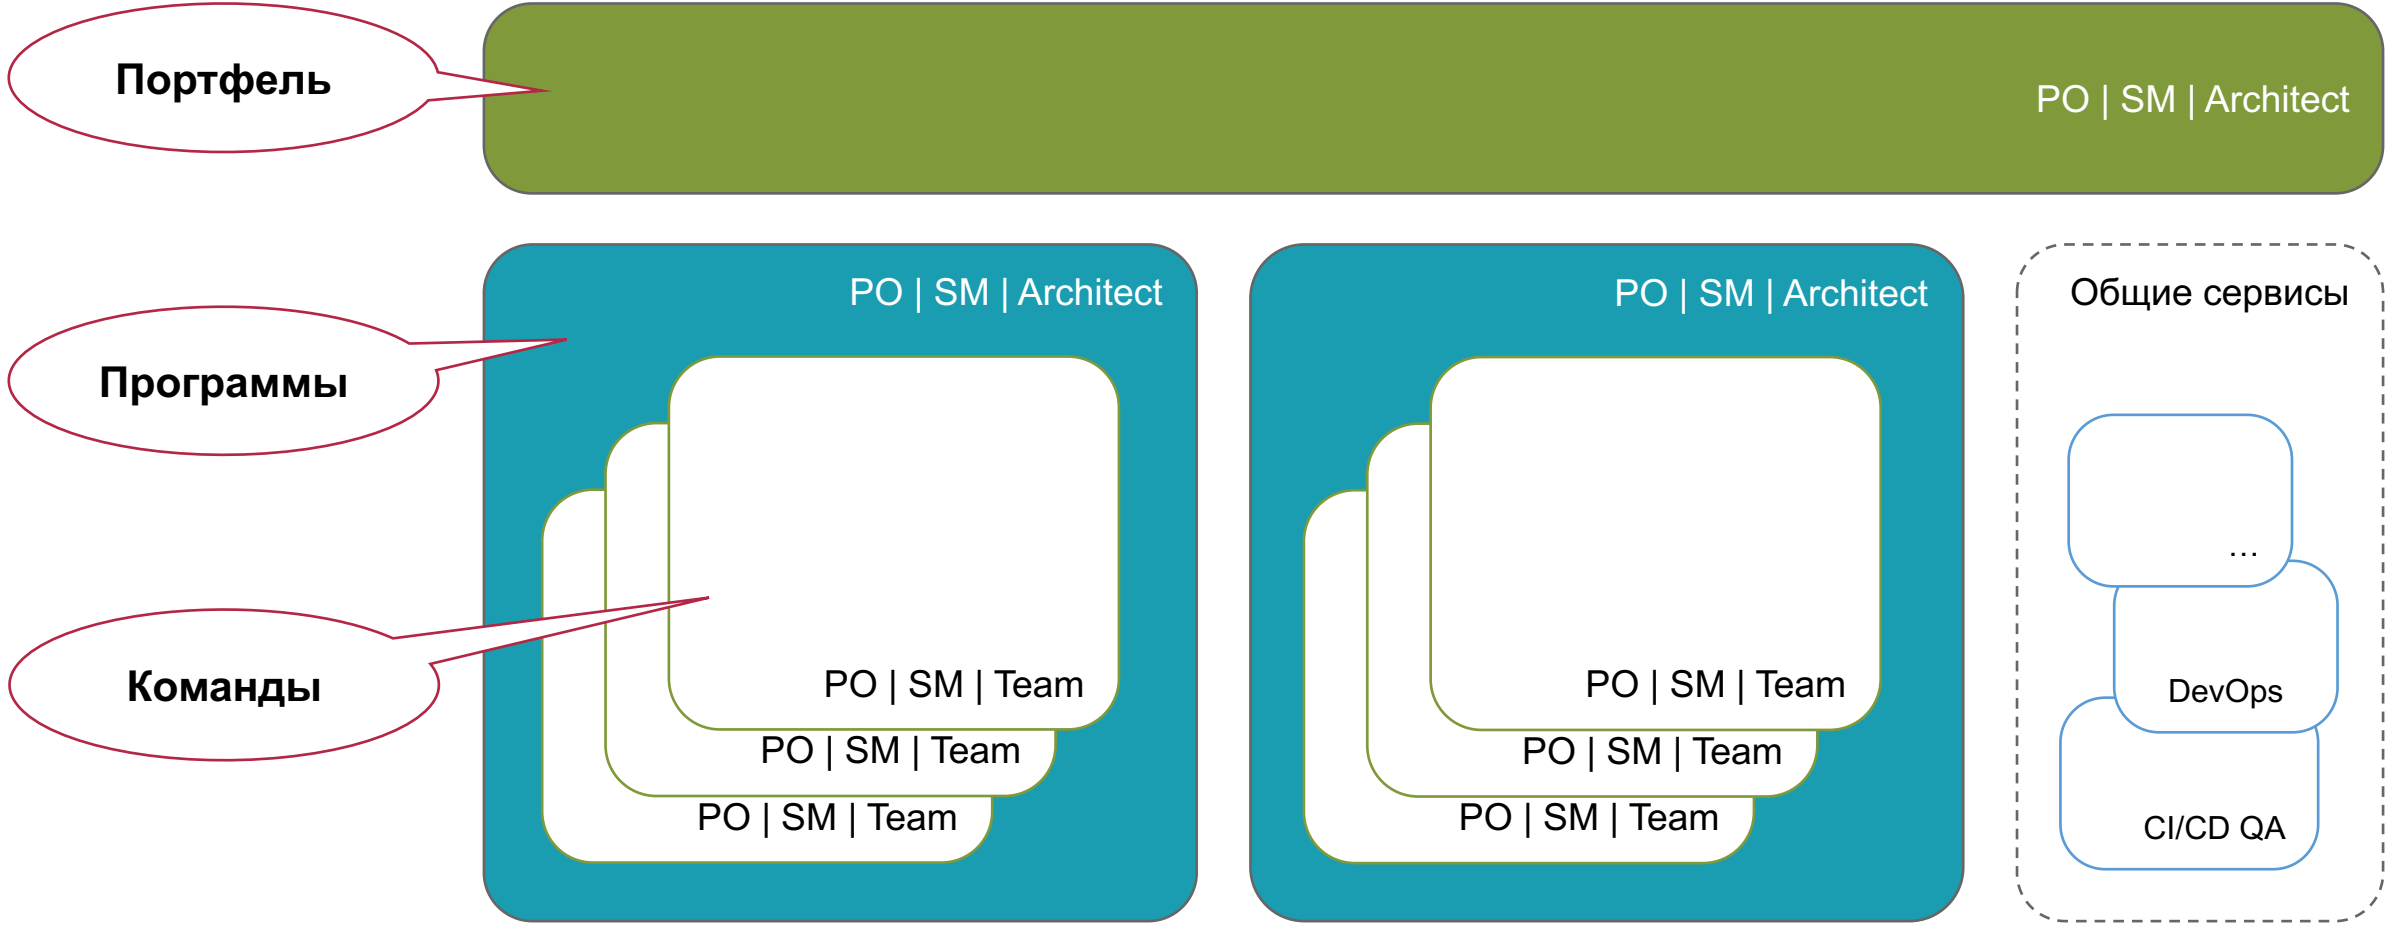 Портфель
PO | SM | Architect
Программы
PO | SM | Architect
PO | SM | Architect
Общие сервисы
Команды
PO | SM | Team
PO | SM | Team
PO | SM | Team
PO | SM | Team
PO | SM | Team
PO | SM | Team
...
DevOps
CI/CD QA